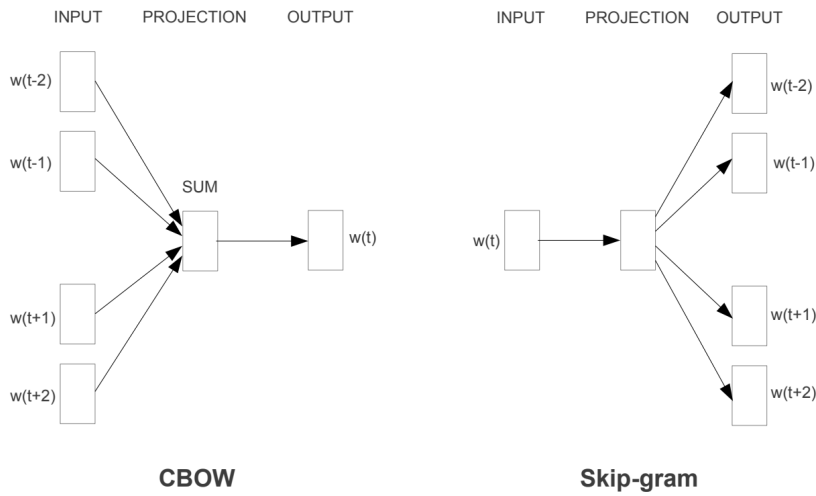 INPUT PROJECTION OUTPUT
w(t-2)
w(t-1)
SUM
w(t)
w(t+1)
w(t+2)
CBOW
INPUT PROJECTION OUTPUT
w(t-2)
w(t-1)
w(t)
w(t+1)
w(t+2)
Skip-gram